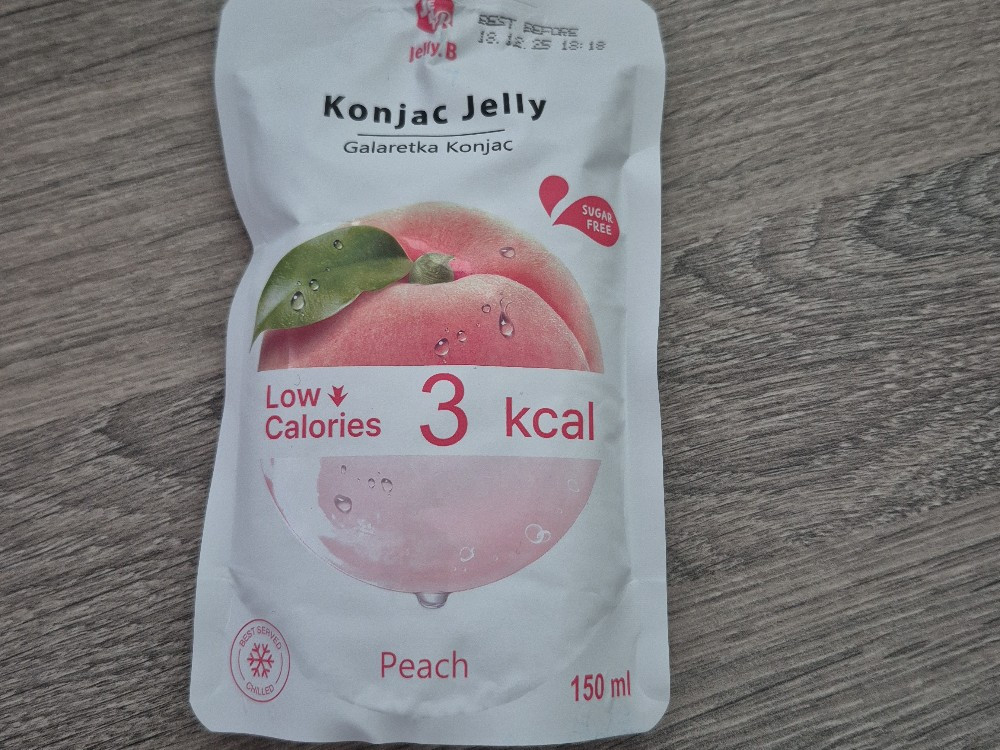 Jelly.B
BEST BEFORE
18.12.25 18:18
Konjac Jelly
Galaretka Konjac
SUGAR
FREE
Low
Calories
3 kcal
BEST SERVED
CHILLED
Peach
150 ml